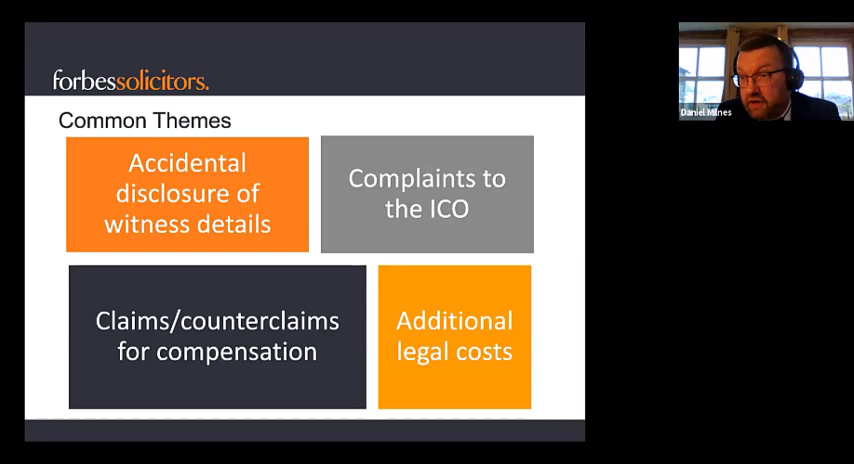 forbessolicitors.
Common Themes
Accidental
disclosure of
witness details
Complaints to
the ICO
Claims/counterclaims
for compensation
Additional
legal costs
Daniel Milnes